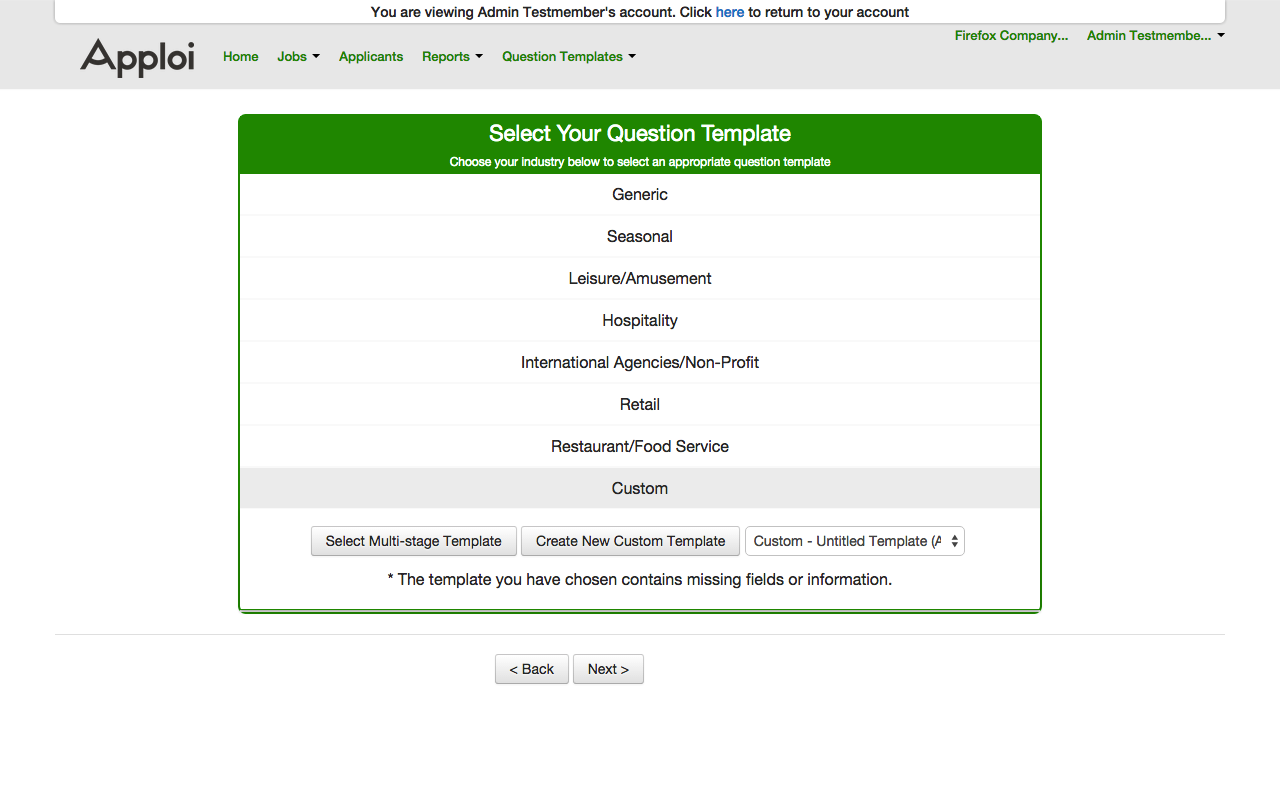 You are viewing Admin Testmember's account. Click here to return to your account
Apploi
Home Jobs Applicants Reports Question Templates
Firefox Company... Admin Testmembe...
Select Your Question Template
Choose your industry below to select an appropriate question template
Generic
Seasonal
Leisure/Amusement
Hospitality
International Agencies/Non-Profit
Retail
Restaurant/Food Service
Custom
Select Multi-stage Template Create New Custom Template Custom - Untitled Template (A
* The template you have chosen contains missing fields or information.
< Back Next >